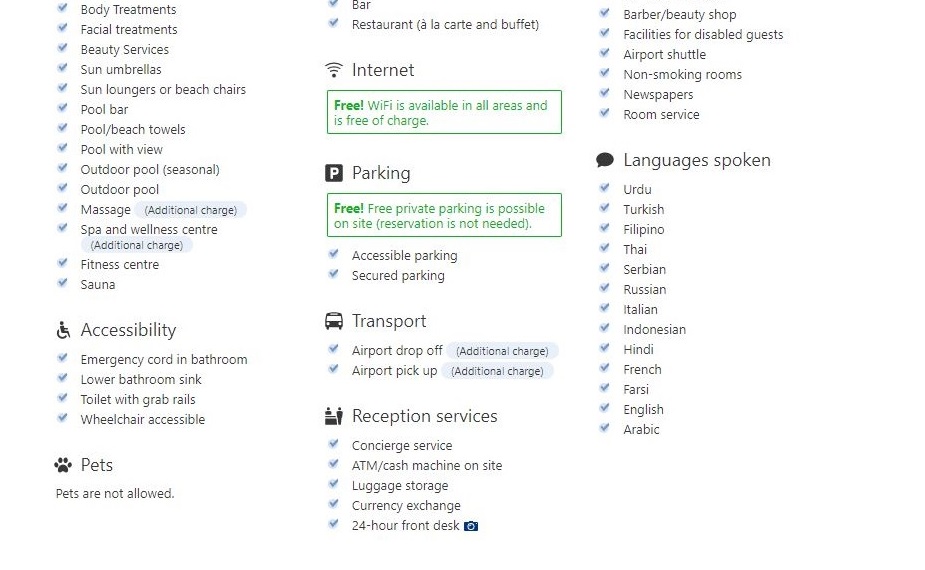 Body Treatments
Facial treatments
Beauty Services
Sun umbrellas
Sun loungers or beach chairs
Pool bar
Pool/beach towels
Pool with view
Outdoor pool (seasonal)
Outdoor pool
Massage (Additional charge)
Spa and wellness centre
(Additional charge)
Fitness centre
Sauna
Accessibility
Emergency cord in bathroom
Lower bathroom sink
Toilet with grab rails
Wheelchair accessible
Pets
Pets are not allowed.
Bar
Restaurant (à la carte and buffet)
Internet
Free! WiFi is available in all areas and
is free of charge.
P Parking
Free! Free private parking is possible
on site (reservation is not needed).
Accessible parking
Secured parking
Transport
Airport drop off (Additional charge)
Airport pick up (Additional charge)
Reception services
Concierge service
ATM/cash machine on site
Luggage storage
Currency exchange
24-hour front desk
Barber/beauty shop
Facilities for disabled guests
Airport shuttle
Non-smoking rooms
Newspapers
Room service
Languages spoken
Urdu
Turkish
Filipino
Thai
Serbian
Russian
Italian
Indonesian
Hindi
French
Farsi
English
Arabic